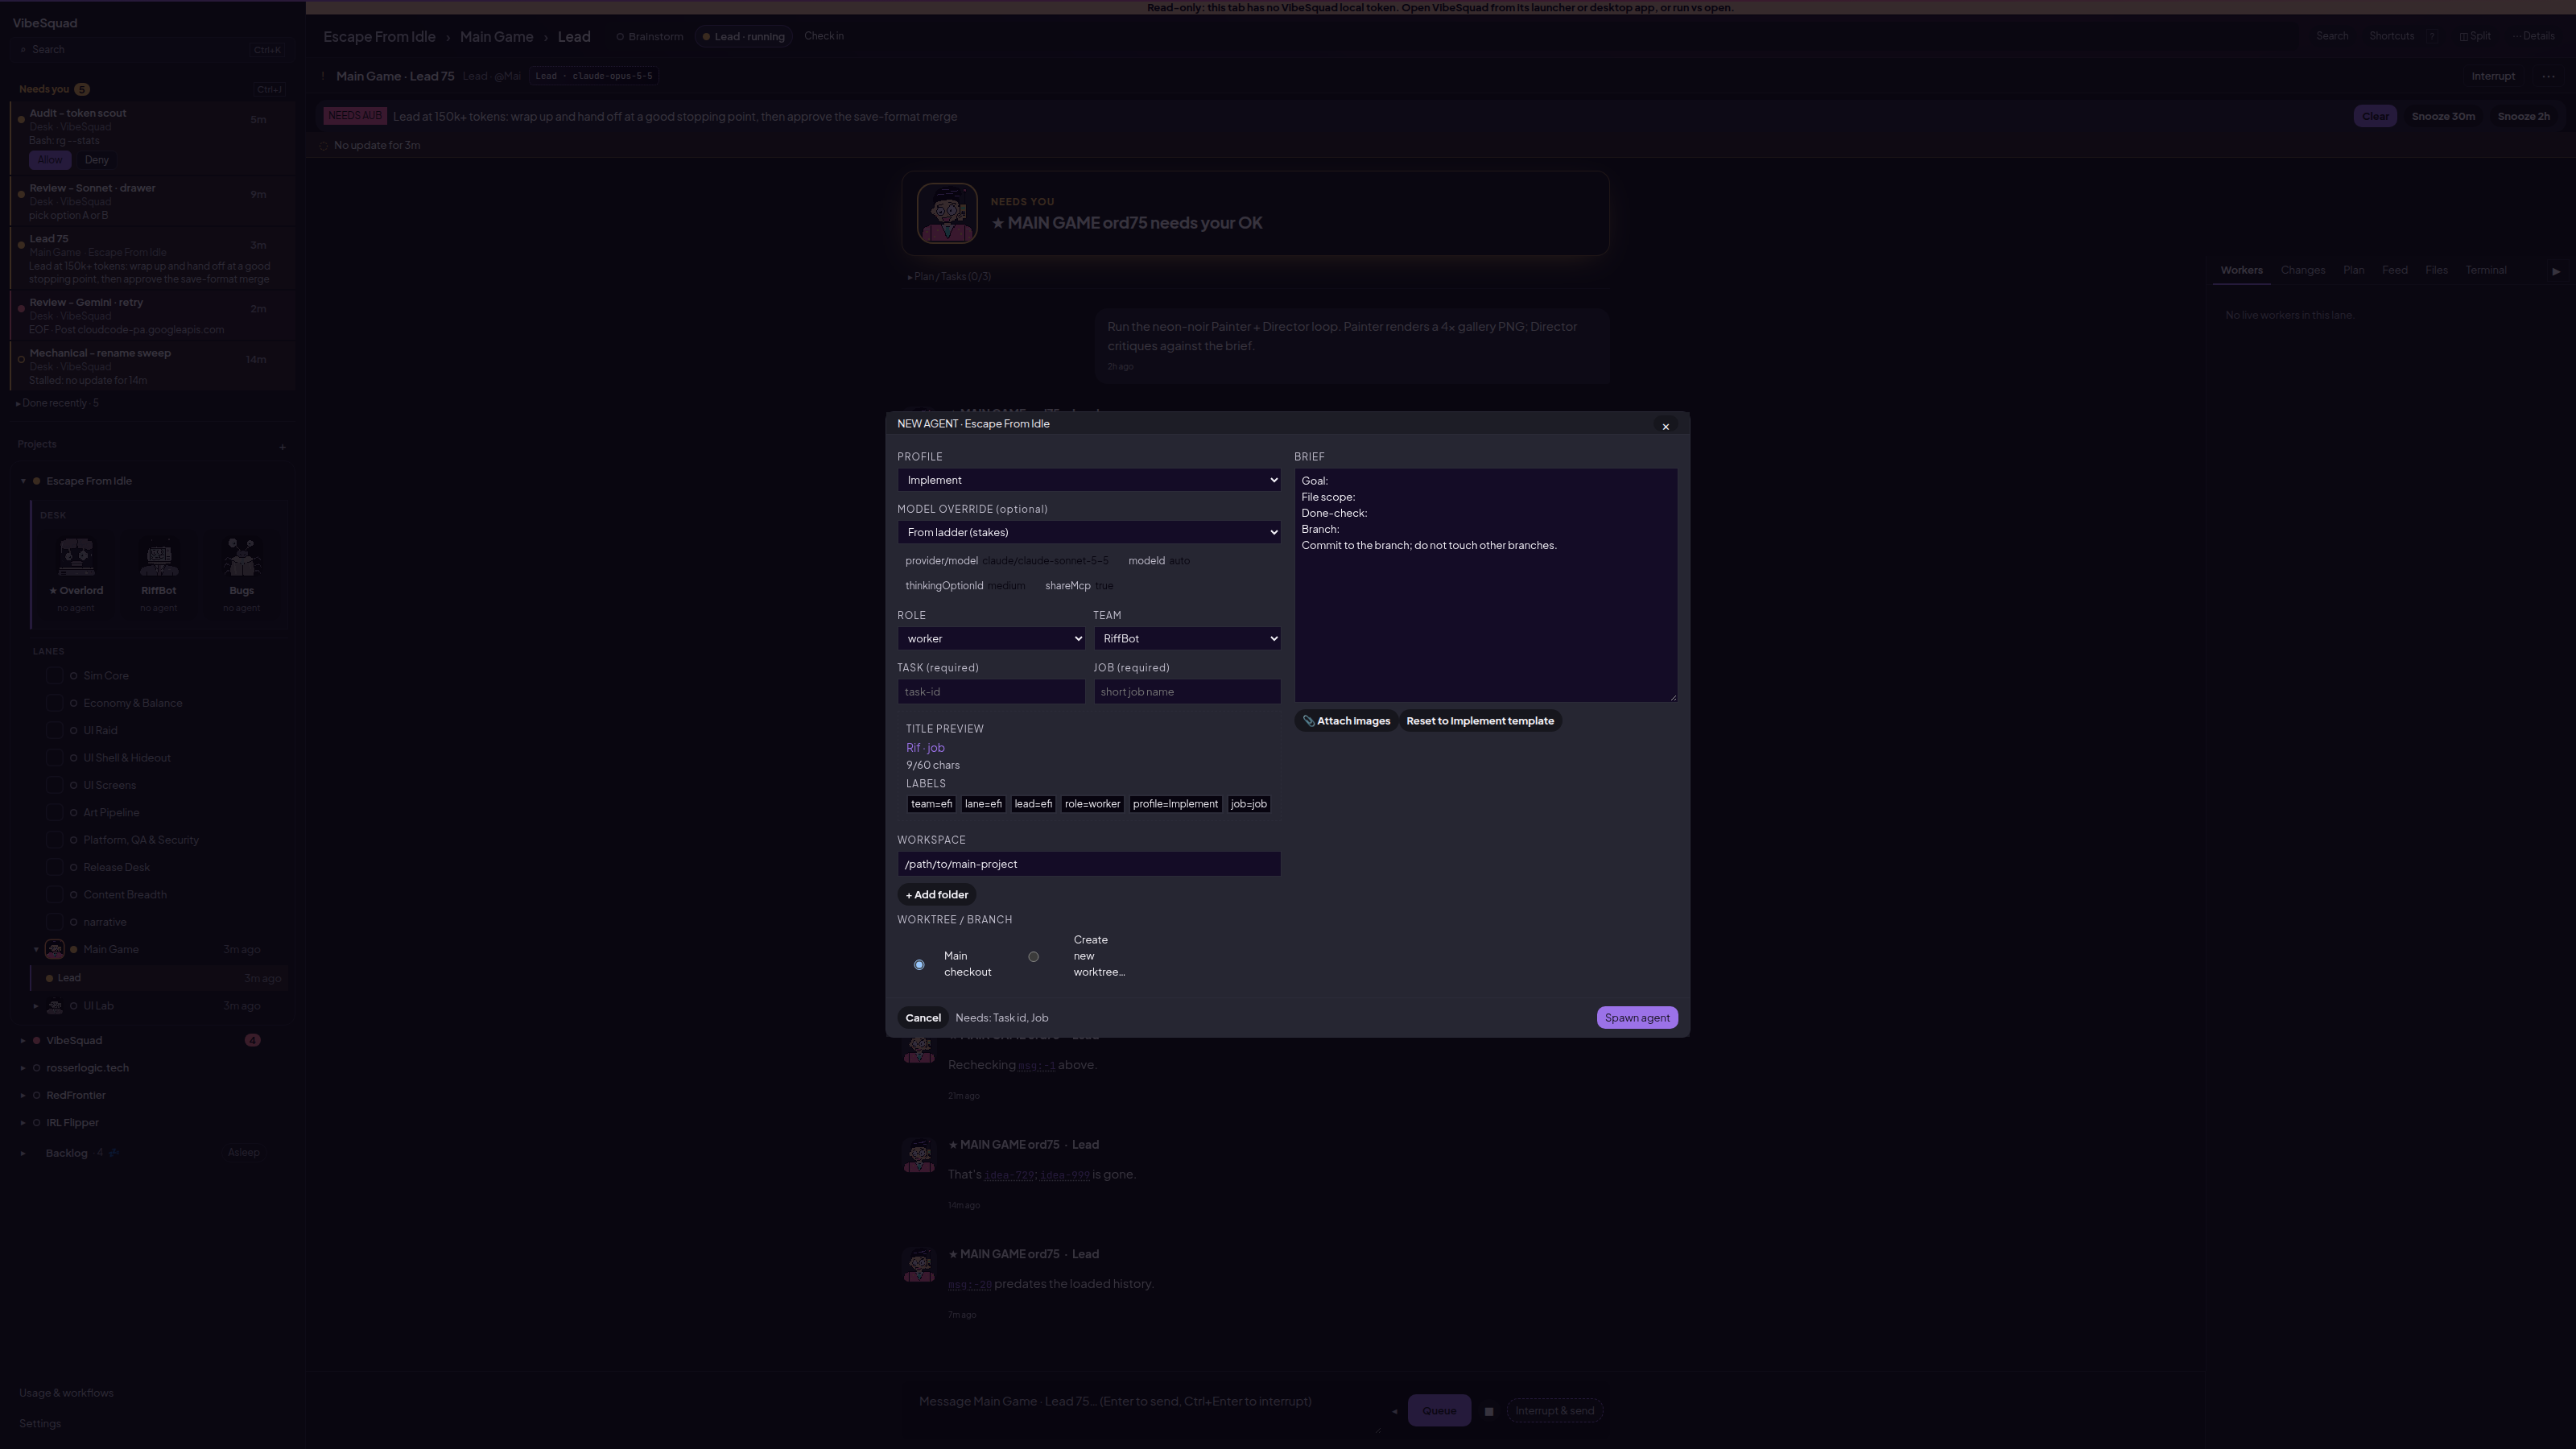 Read-only: this tab has no VibeSquad local token. Open VibeSquad from its launcher or desktop app, or run vs open.
VibeSquad
Search
Ctrl+K
Needs you 5
Ctrl+J
Audit - token scout
5m
Desk · VibeSquad
Bash: rg --stats
Allow
Deny
Review - Sonnet · drawer
9m
Desk · VibeSquad
pick option A or B
Lead 75
3m
Main Game · Escape From Idle
Lead at 150k+ tokens: wrap up and hand off at a good
stopping point, then approve the save-format merge
Review - Gemini · retry
2m
Desk · VibeSquad
EOF · Post cloudcode-pa.googleapis.com
Mechanical - rename sweep
14m
Desk · VibeSquad
Stalled: no update for 14m
▸ Done recently · 5
Projects
+
▾ Escape From Idle
DESK
★ Overlord
no agent
RiffBot
no agent
Bugs
no agent
LANES
Sim Core
Economy & Balance
UI Raid
UI Shell & Hideout
UI Screens
Art Pipeline
Platform, QA & Security
Release Desk
Content Breadth
narrative
▾ Main Game
3m ago
Lead
3m ago
▸ UI Lab
3m ago
▸ VibeSquad
4
▸ rosserlogic.tech
▸ RedFrontier
▸ IRL Flipper
▸ Backlog · 4
Asleep
Usage & workflows
Settings
Escape From Idle › Main Game › Lead
Brainstorm
Lead · running
Check in
Search
Shortcuts ?
Split
··· Details
! Main Game · Lead 75
Lead · @Mal
Lead - claude-opus-5-5
Interrupt
···
NEEDS AUB
Lead at 150k+ tokens: wrap up and hand off at a good stopping point, then approve the save-format merge
Clear
Snooze 30m
Snooze 2h
No update for 3m
NEEDS YOU
★ MAIN GAME ord75 needs your OK
▸ Plan / Tasks (0/3)
Run the neon-noir Painter + Director loop. Painter renders a 4× gallery PNG; Director
critiques against the brief.
2h ago
Workers
Changes
Plan
Feed
Files
Terminal
▶
No live workers in this lane.
NEW AGENT · Escape From Idle
×
PROFILE
Implement
MODEL OVERRIDE (optional)
From ladder (stakes)
provider/model claude/claude-sonnet-5-5
modeId auto
thinkingOptionId medium
shareMcp true
ROLE
worker
TEAM
RiffBot
TASK (required)
task-id
JOB (required)
short job name
TITLE PREVIEW
Rif · job
9/60 chars
LABELS
team=efi
lane=efi
lead=efi
role=worker
profile=Implement
job=job
WORKSPACE
/path/to/main-project
+ Add folder
WORKTREE / BRANCH
Main
checkout
Create
new
worktree…
BRIEF
Goal:
File scope:
Done-check:
Branch:
Commit to the branch; do not touch other branches.
📎 Attach images
Reset to Implement template
Cancel
Needs: Task id, Job
Spawn agent
Rechecking msg:-1 above.
21m ago
★ MAIN GAME ord75 · Lead
That's idea-729; idea-999 is gone.
14m ago
★ MAIN GAME ord75 · Lead
msg:-20 predates the loaded history.
7m ago
Message Main Game · Lead 75… (Enter to send, Ctrl+Enter to interrupt)
Queue
Interrupt & send